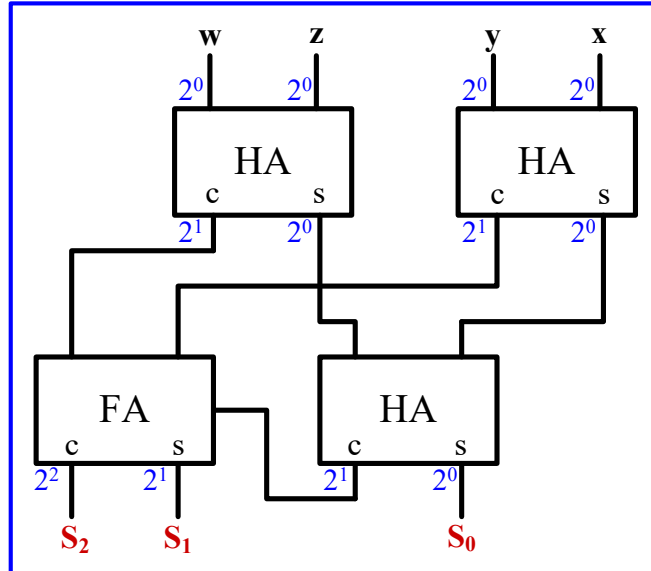 w z y x
2⁰ 2⁰ 2⁰ 2⁰
HA HA
c s c s
2¹ 2⁰ 2¹ 2⁰
FA HA
c s c s
2² 2¹ 2¹ 2⁰
S₂ S₁ S₀